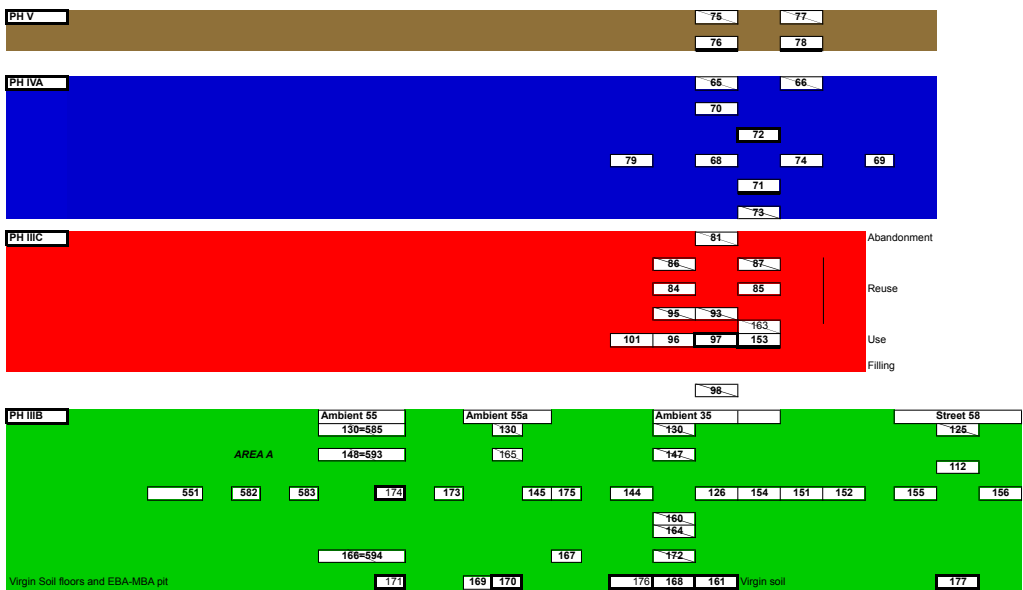 PH V 75 77
76 78
PH IVA 65 66
70
72
79 68 74 69
71
73
PH IIIC 81 Abandonment
86 87
84 85 Reuse
95 93
163
101 96 97 153 Use
Filling
98
PH IIIB Ambient 55 Ambient 55a Ambient 35 Street 58
130=585 130 130 125
AREA A 148=593 165 147
112
551 582 583 174 173 145 175 144 126 154 151 152 155 156
160
164
166=594 167 172
Virgin Soil floors and EBA-MBA pit 171 169 170 176 168 161 Virgin soil 177